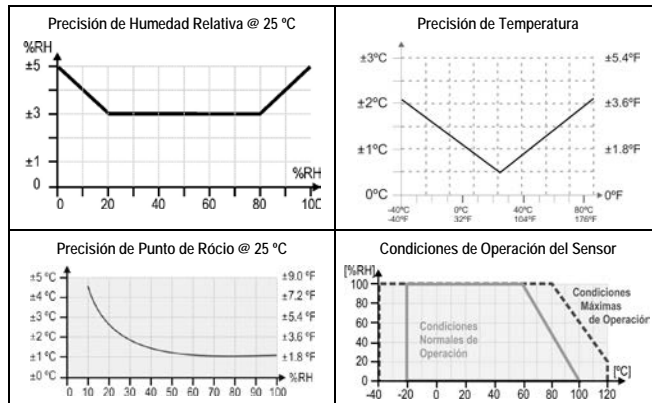 Precisión de Humedad Relativa @ 25 ºC
%RH
±5
±3
±1
0
0 20 40 60 80 100
%RH
Precisión de Temperatura
±3ºC ±5.4ºF
±2ºC ±3.6ºF
±1ºC ±1.8ºF
0ºC 0ºF
-40ºC 0ºC 40ºC 80ºC
-40ºF 32ºF 104ºF 176ºF
Precisión de Punto de Rócio @ 25 ºC
±5 ºC ±9.0 ºF
±4 ºC ±7.2 ºF
±3 ºC ±5.4 ºF
±2 ºC ±3.6 ºF
±1 ºC ±1.8 ºF
±0 ºC %RH
0 10 20 30 40 50 60 70 80 90 100
Condiciones de Operación del Sensor
[%RH]
100
80
60
40
20
0
Condiciones
Máximas
de Operación
Condiciones
Normales de
Operación
[ºC]
-40 -20 0 20 40 60 80 100 120